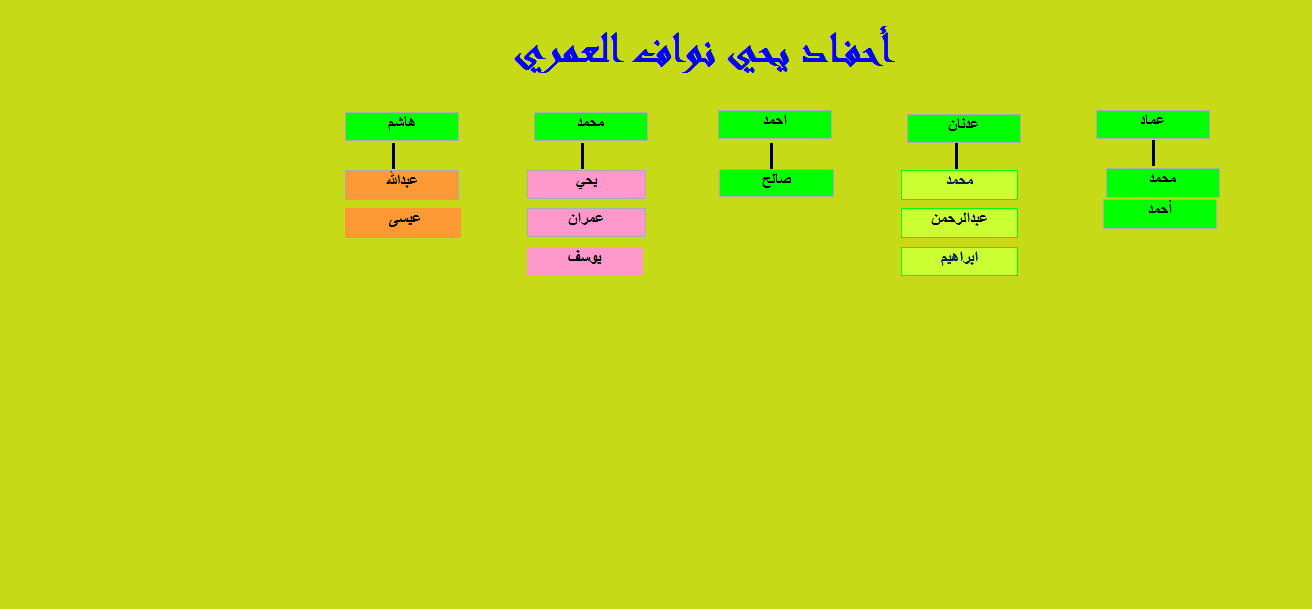 أحفاد يحي نواف العمري
عماد
عدنان
احمد
محمد
هاشم
محمد
محمد
صالح
يحي
عبدالله
أحمد
عبدالرحمن
عمران
عيسى
ابراهيم
يوسف